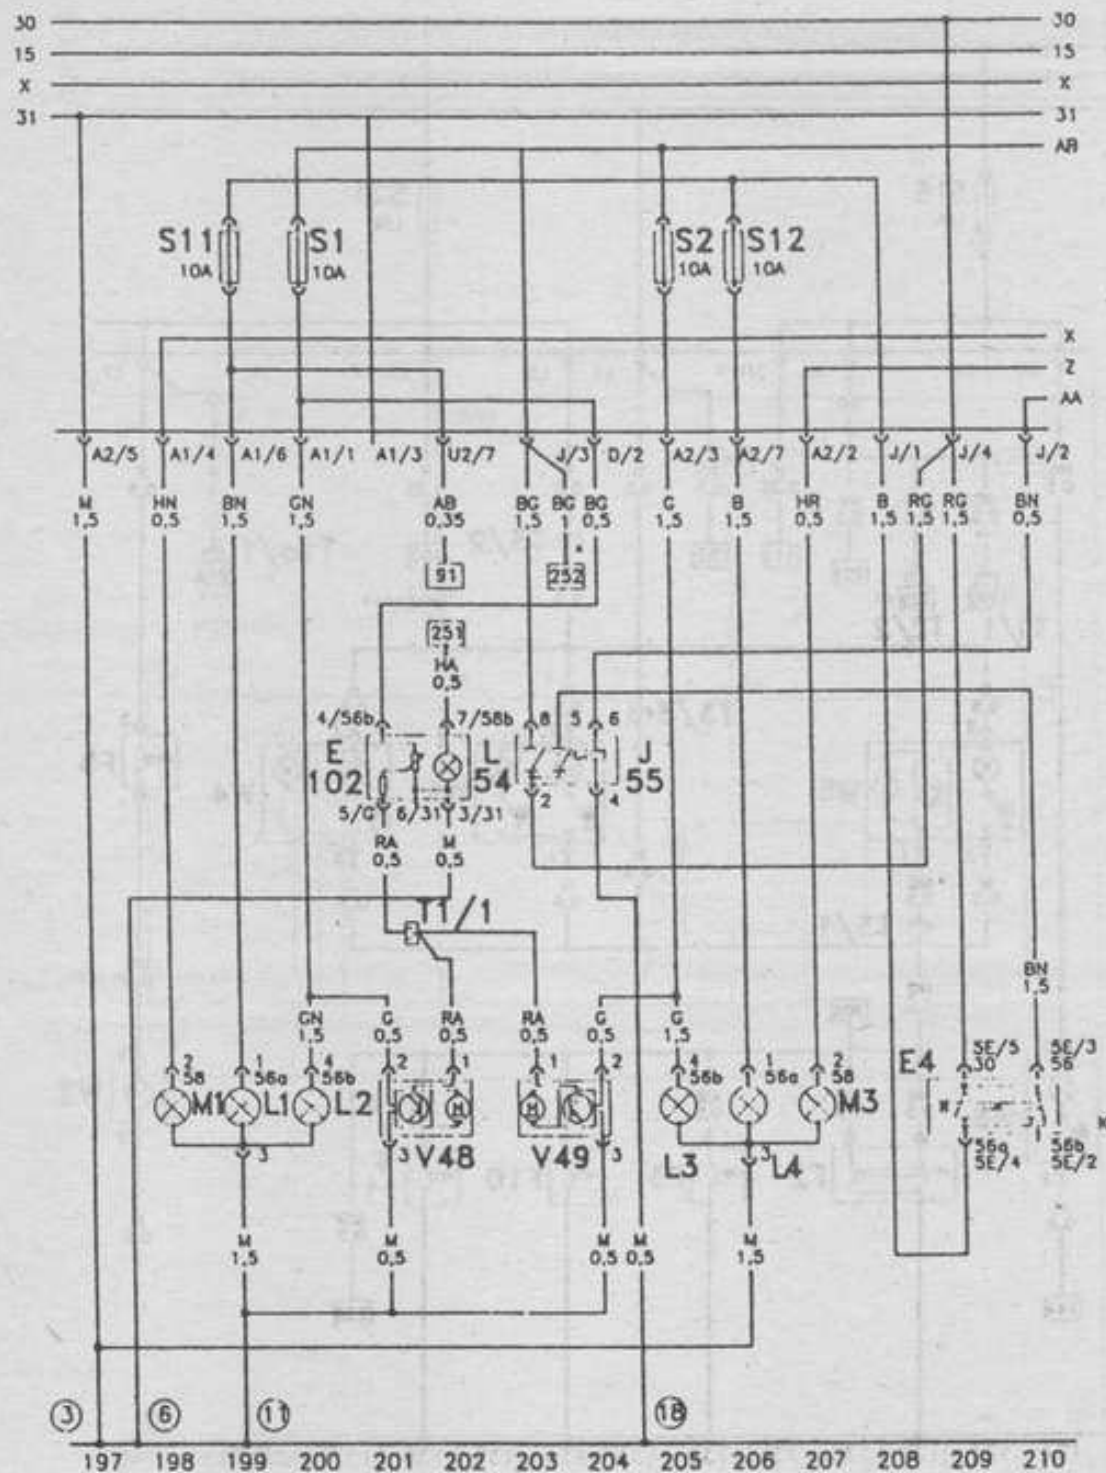 30 30
15 15
X X
31 31
AB
S11 S1 S2 S12
10A 10A 10A 10A
X
Z
AA
A2/5 A1/4 A1/6 A1/1 A1/3 U2/7 J/3 D/2 A2/3 A2/7 A2/2 J/1 J/4 J/2
M HN BN GN AB BG BG BG G B HR B RG RG BN
1,5 0,5 1,5 1,5 0,35 1,5 1 0,5 1,5 1,5 0,5 1,5 1,5 1,5 0,5
91 252 *
251
HA
0,5
4/56b 7/58b 8 5 6
E L J
102 54 55
5/G 6/31 3/31 2 4
RA M
0,5 0,5
T1/1
BN
1,5
GN G RA RA G G
1,5 0,5 0,5 0,5 0,5 1,5
2 1 4 2 1 1 2 4 1 2 5E/5 5E/3
58 56a 56b 56b 56a 58 E4 30 56
M1 L1 L2 M M M3
3 3 V48 V49 3 L3 3 L4 56a 56b
5E/4 5E/2
M M M M M
1,5 0,5 0,5 0,5 1,5
3 6 11 18
197 198 199 200 201 202 203 204 205 206 207 208 209 210